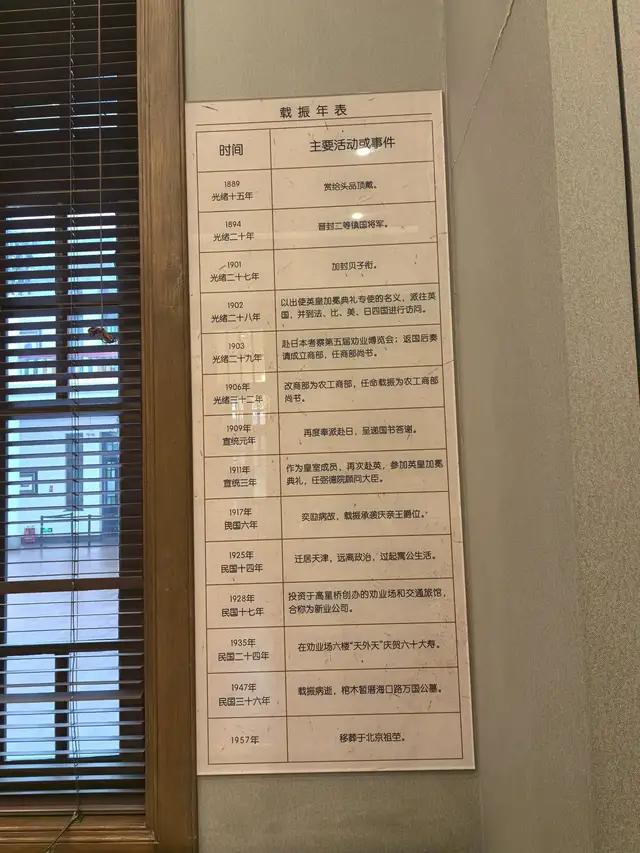 载振年表
时间
主要活动或事件
1889
光绪十五年
赏给头品顶戴。
1894
光绪二十年
晋封二等镇国将军。
1901
光绪二十七年
加封贝子衔。
1902
光绪二十八年
以出使英皇加冕典礼专使的名义，派往英
国，并到法、比、美、日四国进行访问。
1903
光绪二十九年
赴日本考察第五届劝业博览会；返国后奏
请成立商部，任商部尚书。
1906年
光绪三十二年
改商部为农工商部，任命载振为农工商部
尚书。
1909年
宣统元年
再度奉派赴日，呈递国书答谢。
1911年
宣统三年
作为皇室成员，再次赴英，参加英皇加冕
典礼，任弼德院顾问大臣。
1917年
民国六年
奕劻病故，载振承袭庆亲王爵位。
1925年
民国十四年
迁居天津，远离政治，过起寓公生活。
1928年
民国十七年
投资于高星桥创办的劝业场和交通旅馆，
合称为新业公司。
1935年
民国二十四年
在劝业场六楼“天外天”庆贺六十大寿。
1947年
民国三十六年
载振病逝，棺木暂厝海口路万国公墓。
1957年
移葬于北京祖茔。